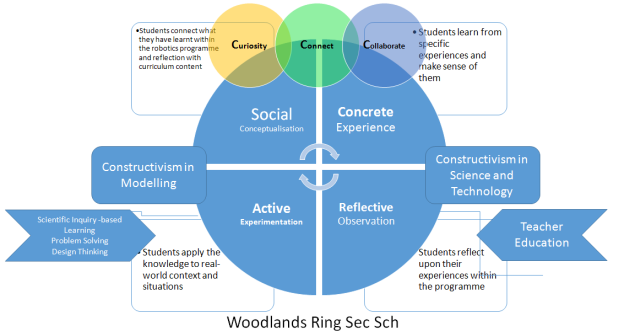 •Students connect what
they have learnt within
the robotics programme
and reflection with
curriculum content
Curiosity
Connect
Collaborate
• Students learn from
specific
experiences and
make sense of
them
Social
Conceptualisation
Concrete
Experience
Constructivism in
Modelling
Constructivism in
Science and
Technology
Active
Experimentation
Reflective
Observation
Scientific Inquiry -based
Learning
Problem Solving
Design Thinking
Teacher
Education
• Students apply the
knowledge to real-
world context and
situations
Students reflect
upon their
experiences within
the programme
Woodlands Ring Sec Sch